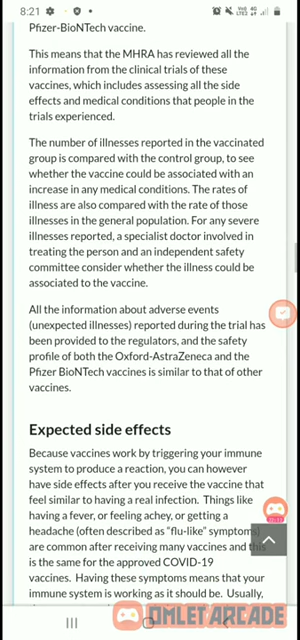 8:21
Pfizer-BioNTech vaccine.
This means that the MHRA has reviewed all the
information from the clinical trials of these
vaccines, which includes assessing all the side
effects and medical conditions that people in the
trials experienced.
The number of illnesses reported in the vaccinated
group is compared with the control group, to see
whether the vaccine could be associated with an
increase in any medical conditions. The rates of
illness are also compared with the rate of those
illnesses in the general population. For any severe
illnesses reported, a specialist doctor involved in
treating the person and an independent safety
committee consider whether the illness could be
associated to the vaccine.
All the information about adverse events
(unexpected illnesses) reported during the trial has
been provided to the regulators, and the safety
profile of both the Oxford-AstraZeneca and the
Pfizer BioNTech vaccines is similar to that of other
vaccines.
Expected side effects
Because vaccines work by triggering your immune
system to produce a reaction, you can however
have side effects after you receive the vaccine that
feel similar to having a real infection. Things like
having a fever, or feeling achey, or getting a
headache (often described as "flu-like" symptoms)
are common after receiving many vaccines and this
is the same for the approved COVID-19
vaccines. Having these symptoms means that your
immune system is working as it should be. Usually,
OMLET ARCADE